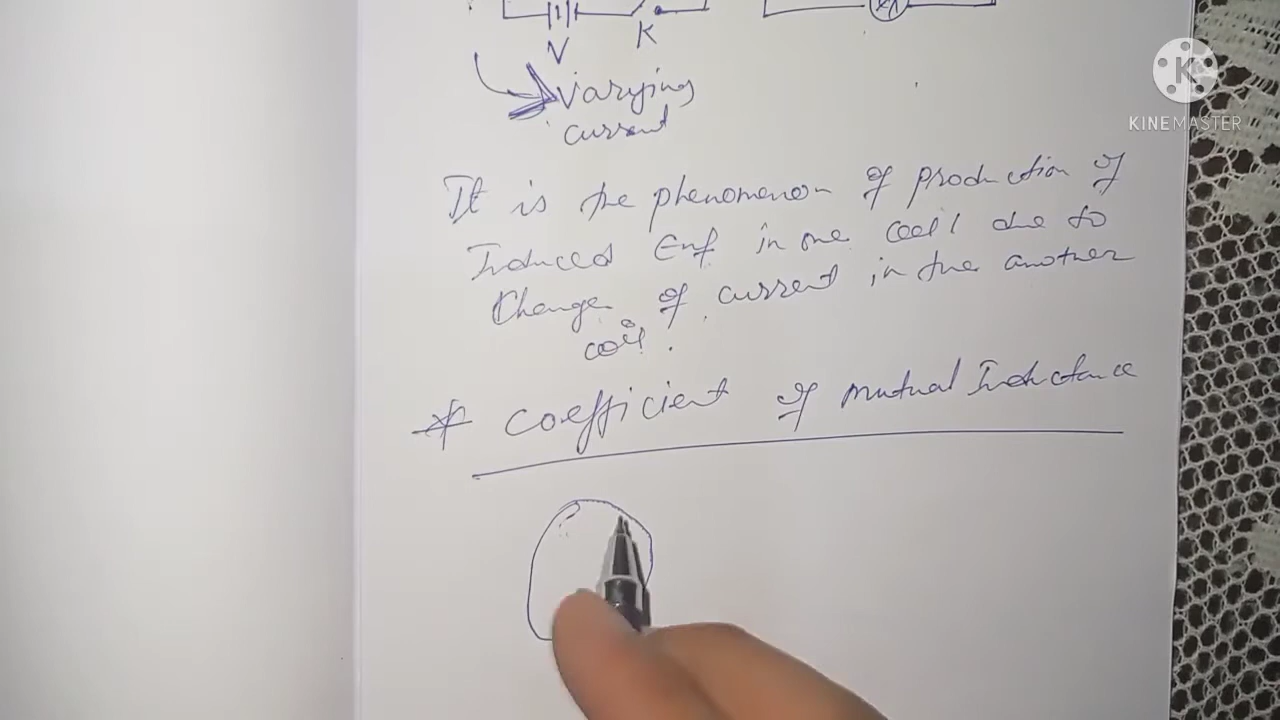 V K
Varying
current
KINEMASTER
It is the phenomenon of production of
Induced Emf in one coil due to
Change of current in the another
coil.
* Coefficient of mutual Inductance